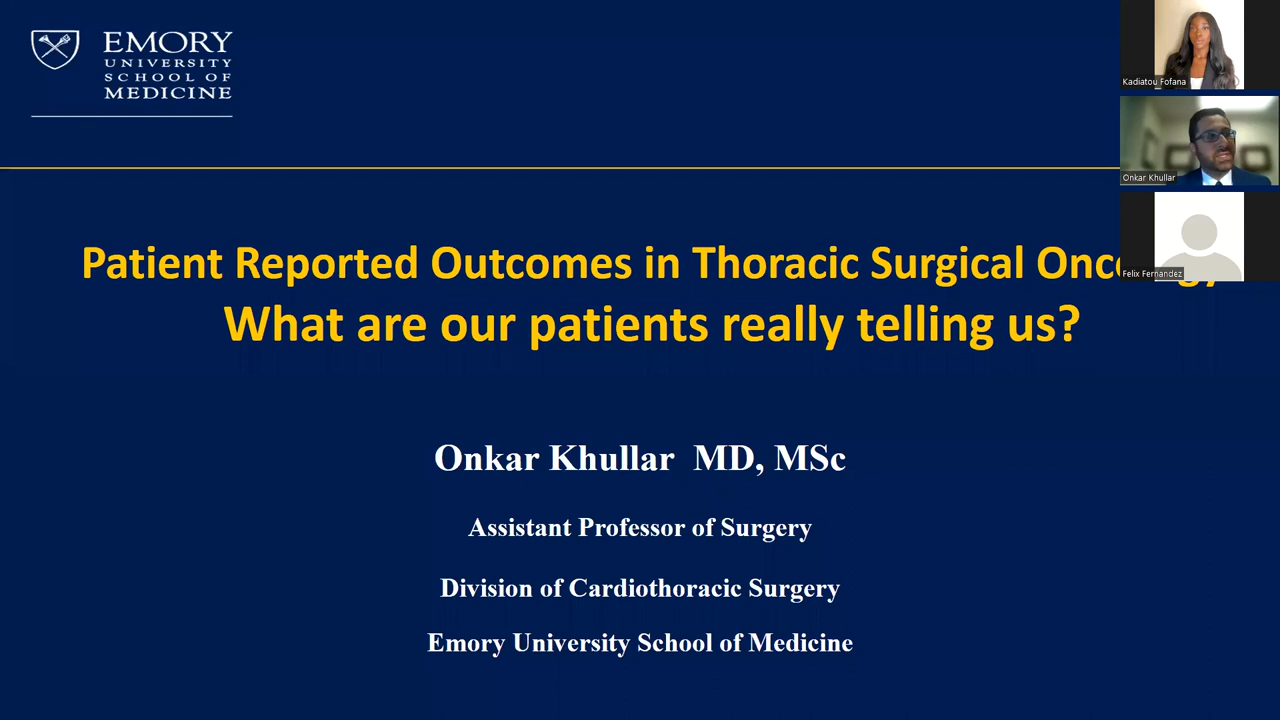 EMORY
UNIVERSITY
SCHOOL OF
MEDICINE
Kadiatou Fofana
Onkar Khullar
Felix Fernandez
Patient Reported Outcomes in Thoracic Surgical
What are our patients really telling us?
Onkar Khullar MD, MSc
Assistant Professor of Surgery
Division of Cardiothoracic Surgery
Emory University School of Medicine